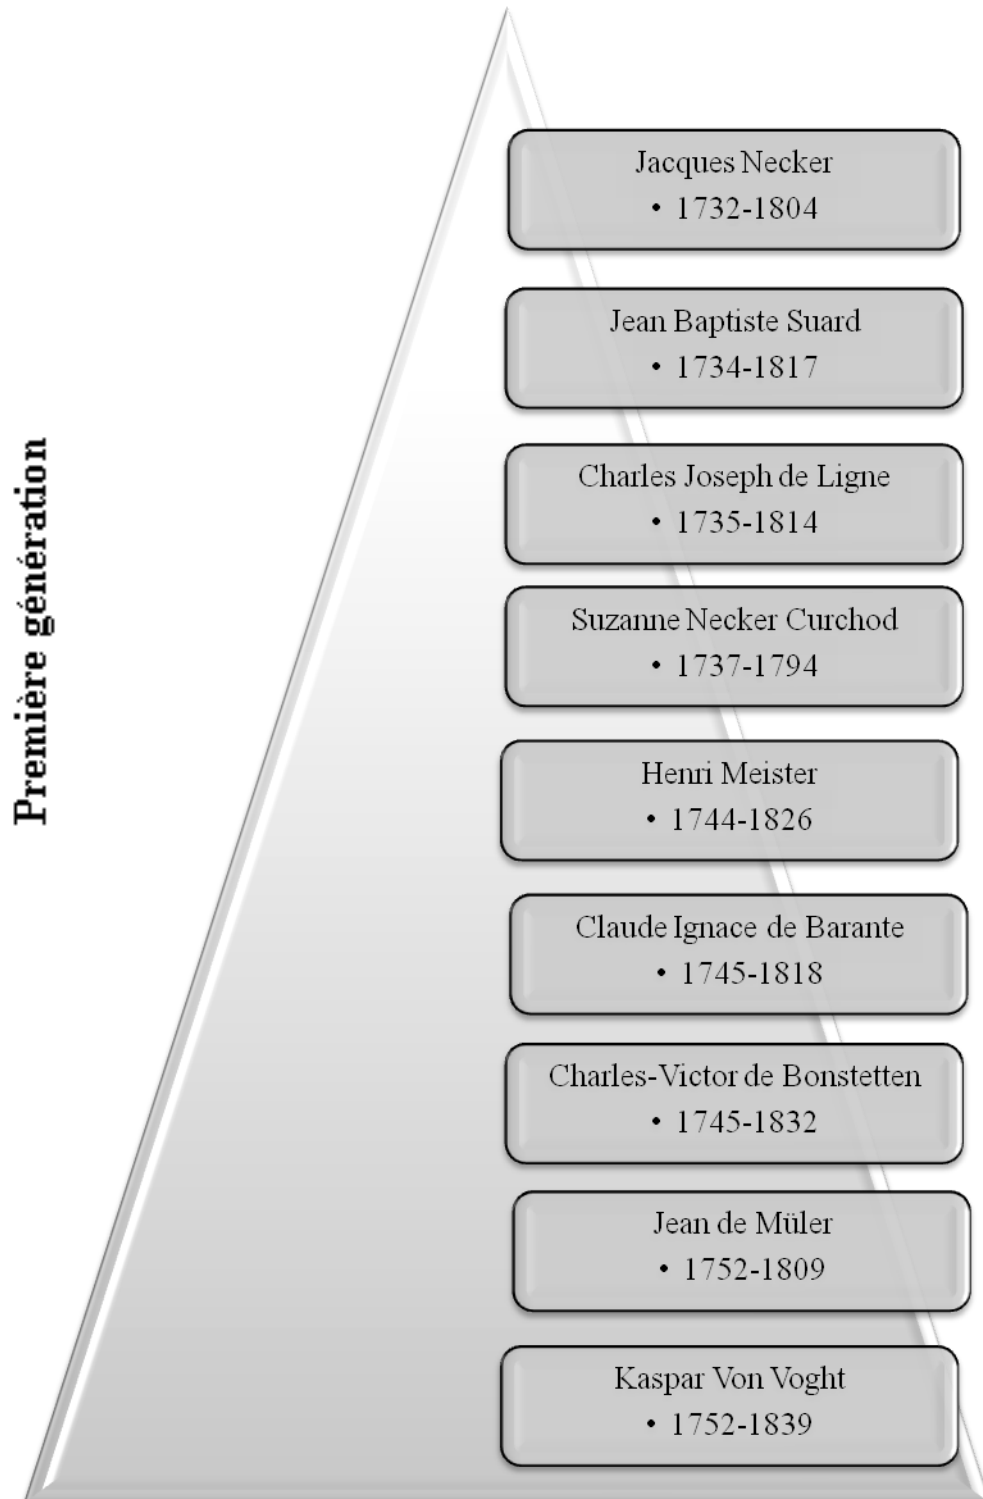 Première génération
Jacques Necker
• 1732-1804
Jean Baptiste Suard
• 1734-1817
Charles Joseph de Ligne
• 1735-1814
Suzanne Necker Curchod
• 1737-1794
Henri Meister
• 1744-1826
Claude Ignace de Barante
• 1745-1818
Charles-Victor de Bonstetten
• 1745-1832
Jean de Müler
• 1752-1809
Kaspar Von Voght
• 1752-1839